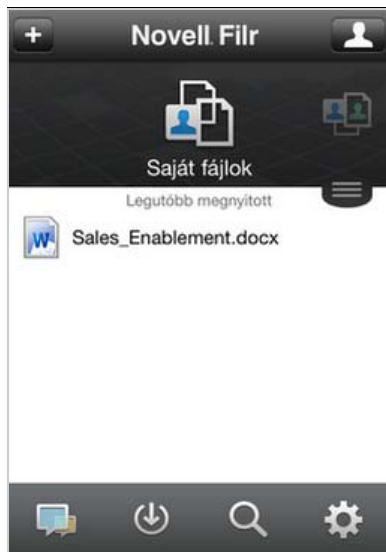 Novell Filr
Saját fájlok
Legutóbb megnyitott
Sales_Enablement.docx